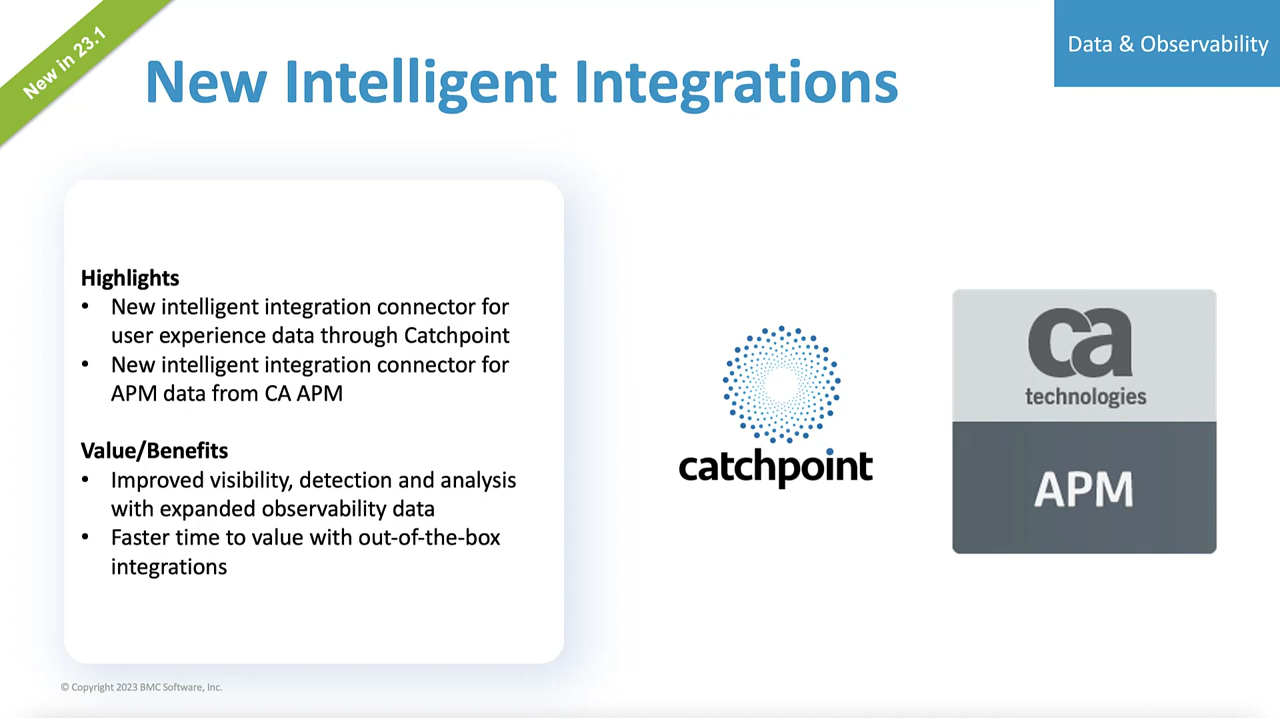 New in 23.1
New Intelligent Integrations
Data & Observability
Highlights
• New intelligent integration connector for
user experience data through Catchpoint
• New intelligent integration connector for
APM data from CA APM
Value/Benefits
• Improved visibility, detection and analysis
with expanded observability data
• Faster time to value with out-of-the-box
integrations
catchpoint
ca
technologies
APM
© Copyright 2023 BMC Software, Inc.